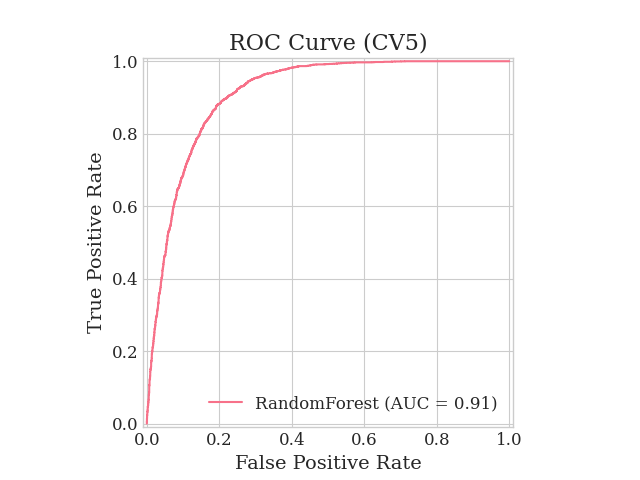 ROC Curve (CV5)
True Positive Rate
1.0
0.8
0.6
0.4
0.2
0.0
RandomForest (AUC = 0.91)
0.0 0.2 0.4 0.6 0.8 1.0
False Positive Rate